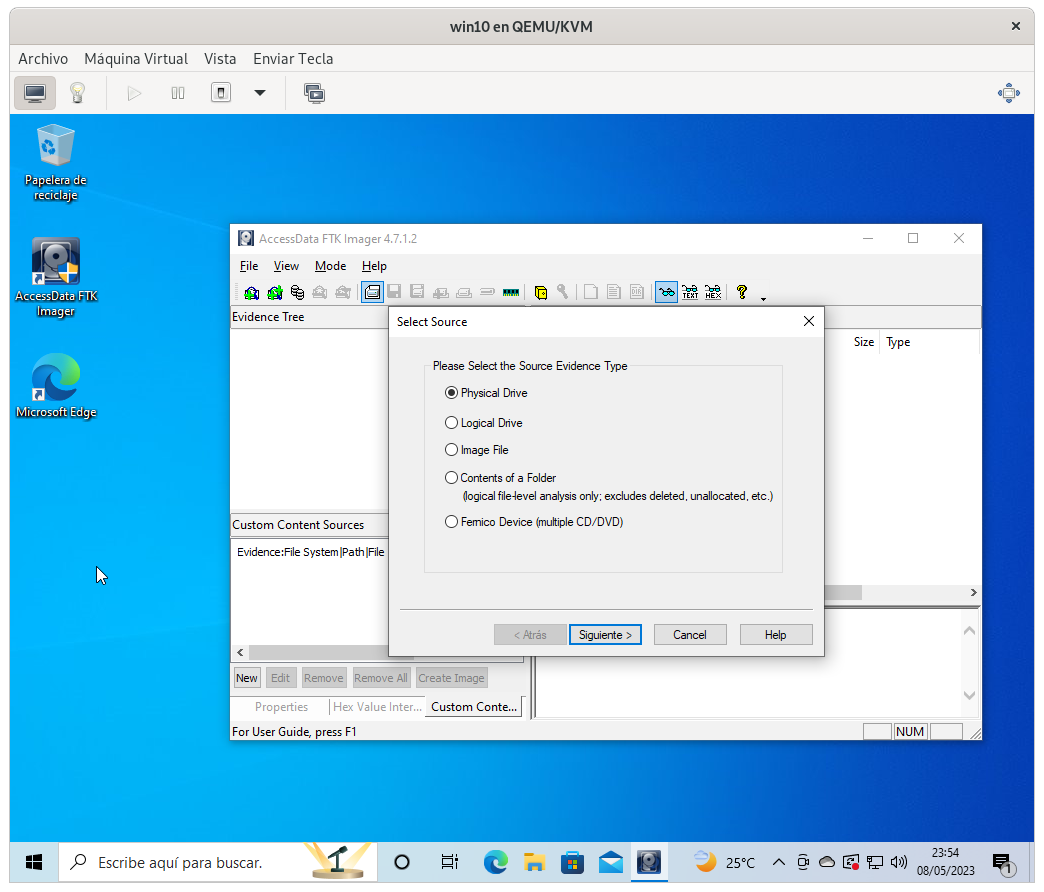 win10 en QEMU/KVM
Archivo Máquina Virtual Vista Enviar Tecla
Papelera de
reciclaje
AccessData FTK
Imager
Microsoft Edge
AccessData FTK Imager 4.7.1.2
File View Mode Help
TEXT HEX
Evidence Tree
Size Type
Select Source
Please Select the Source Evidence Type
Physical Drive
Logical Drive
Image File
Contents of a Folder
(logical file-level analysis only; excludes deleted, unallocated, etc.)
Fernico Device (multiple CD/DVD)
< Atrás Siguiente > Cancel Help
Custom Content Sources
Evidence:File System|Path|File
New Edit Remove Remove All Create Image
Properties Hex Value Inter... Custom Conte...
For User Guide, press F1 NUM
Escribe aquí para buscar.
25°C
23:54
08/05/2023
1